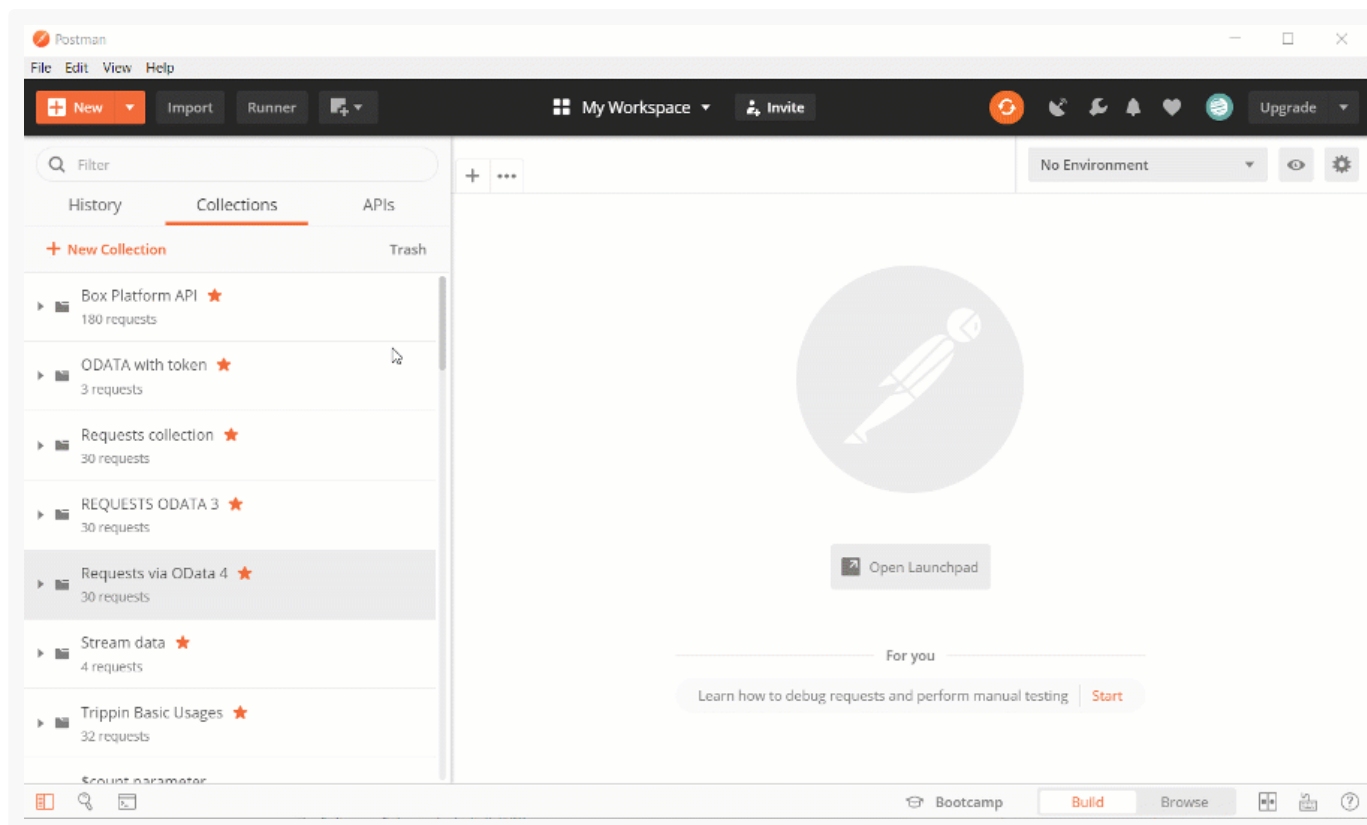 Postman
File Edit View Help
New Import Runner My Workspace Invite Upgrade
Filter
No Environment
History Collections APIs
New Collection Trash
Box Platform API
180 requests
ODATA with token
3 requests
Requests collection
30 requests
REQUESTS ODATA 3
30 requests
Requests via OData 4
30 requests
Stream data
4 requests
Trippin Basic Usages
32 requests
$count parameter
Open Launchpad
For you
Learn how to debug requests and perform manual testing Start
Bootcamp Build Browse